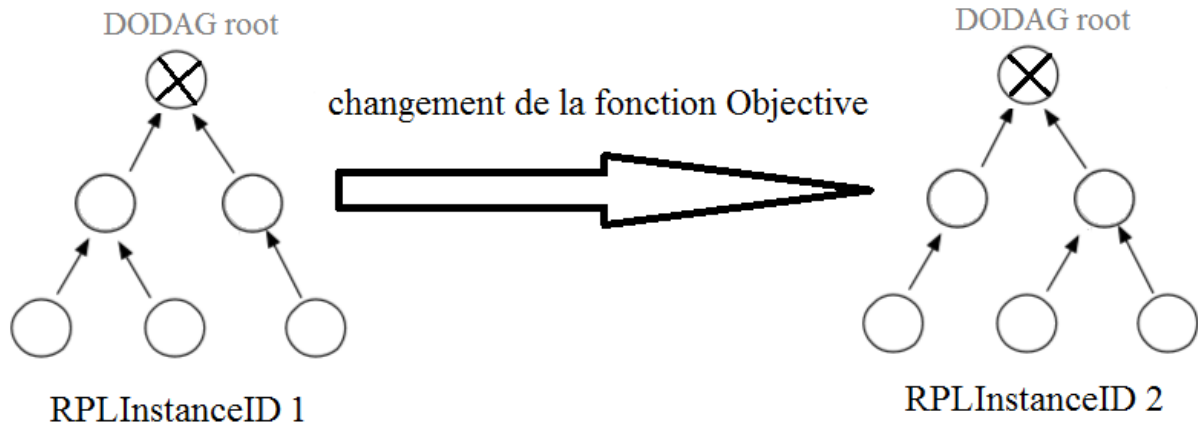 DODAG root
DODAG root
changement de la fonction Objective
RPLInstanceID 1
RPLInstanceID 2